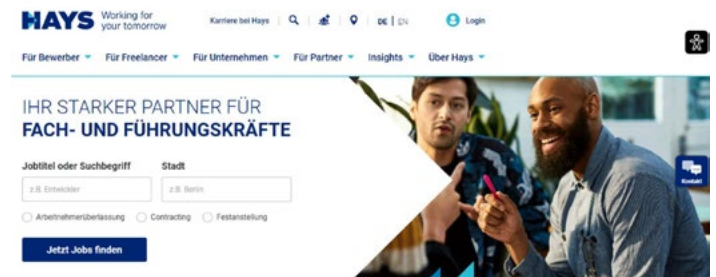 HAYS Working for your tomorrow
Karriere bei Hays
DE | EN
Login
Für Bewerber
Für Freelancer
Für Unternehmen
Für Partner
Insights
Über Hays
IHR STARKER PARTNER FÜR
FACH- UND FÜHRUNGSKRÄFTE
Jobtitel oder Suchbegriff
Stadt
z.B. Entwickler
z.B. Berlin
Arbeitnehmerüberlassung
Contracting
Festanstellung
Jetzt Jobs finden
Kontakt